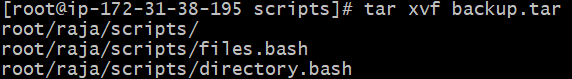 [root@ip-172-31-38-195 scripts]# tar xvf backup.tar
root/raja/scripts/
root/raja/scripts/files.bash
root/raja/scripts/directory.bash